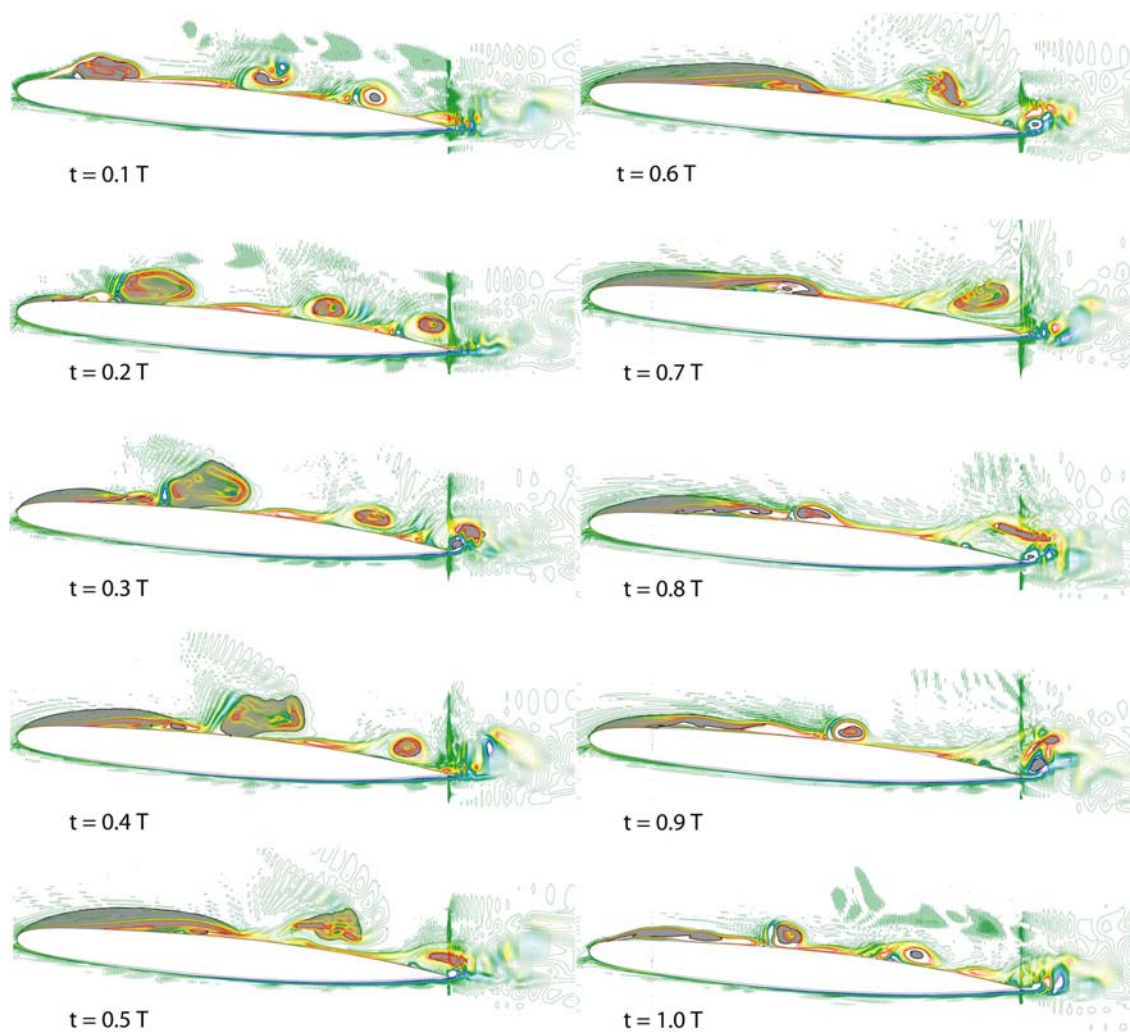 t = 0.1 T
t = 0.6 T
t = 0.2 T
t = 0.7 T
t = 0.3 T
t = 0.8 T
t = 0.4 T
t = 0.9 T
t = 0.5 T
t = 1.0 T